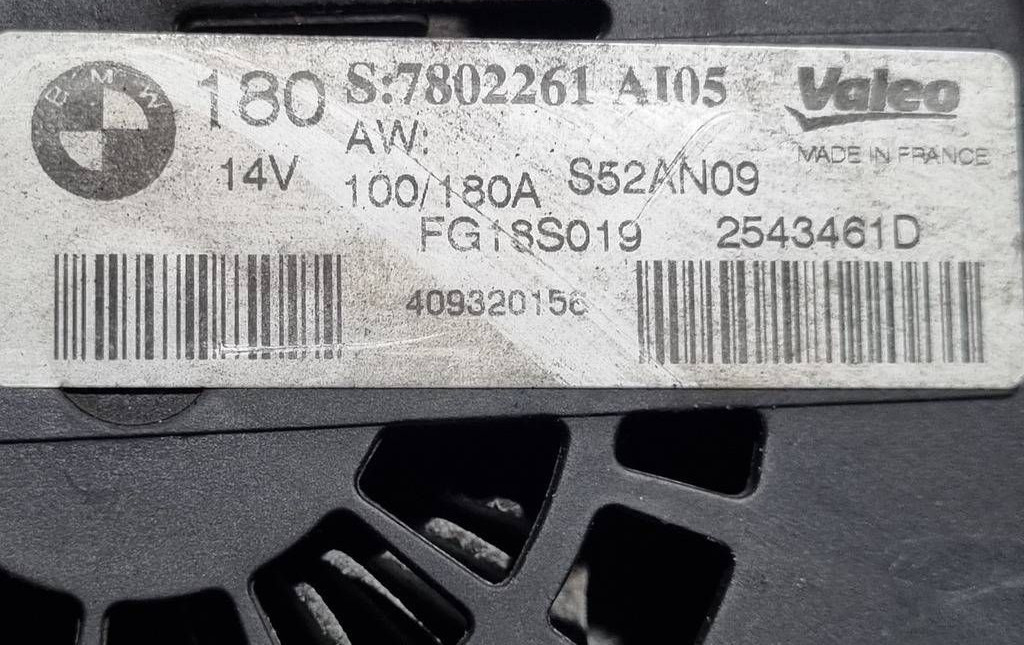 BMW
180 S:7802261 AI05 Valeo
AW:
MADE IN FRANCE
14V 100/180A S52AN09
FG18S019 2543461D
409320156